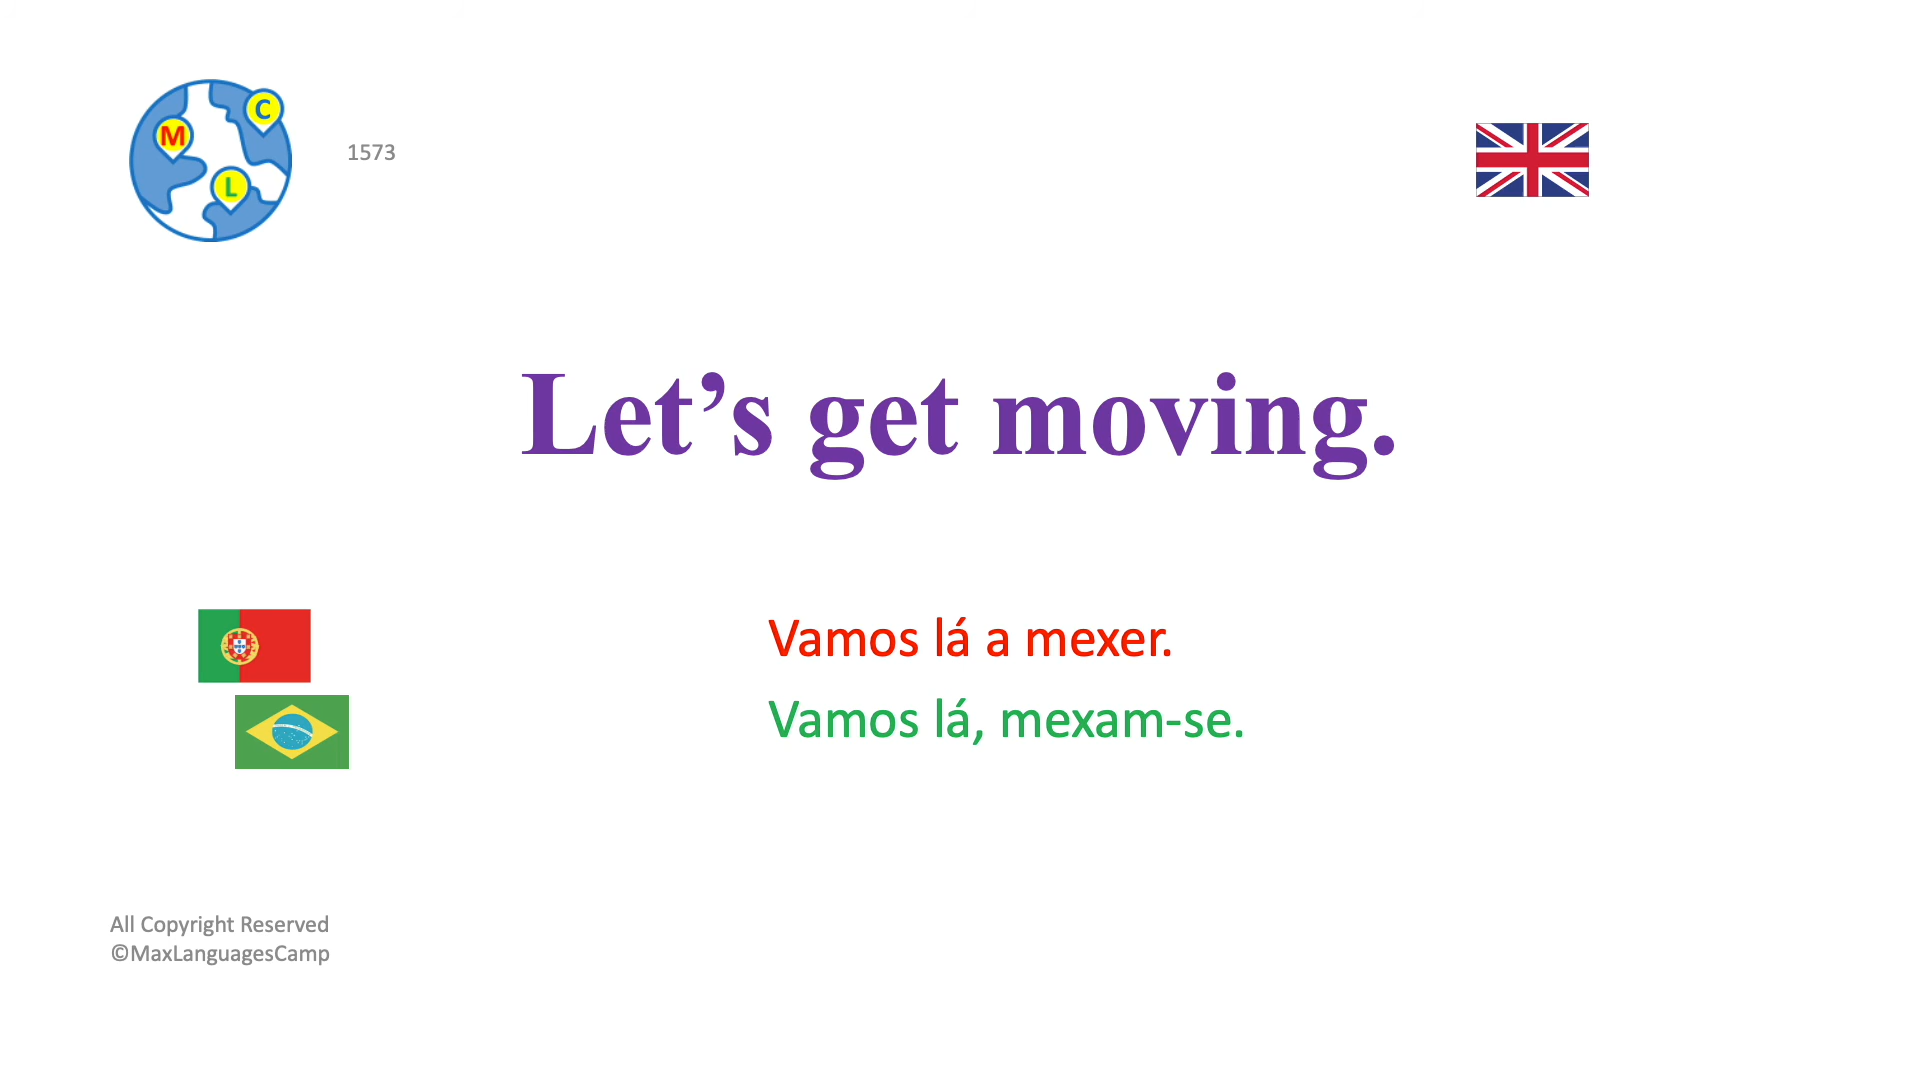 M
C
L
1573
Let’s get moving.
Vamos lá a mexer.
Vamos lá, mexam-se.
All Copyright Reserved
©MaxLanguagesCamp